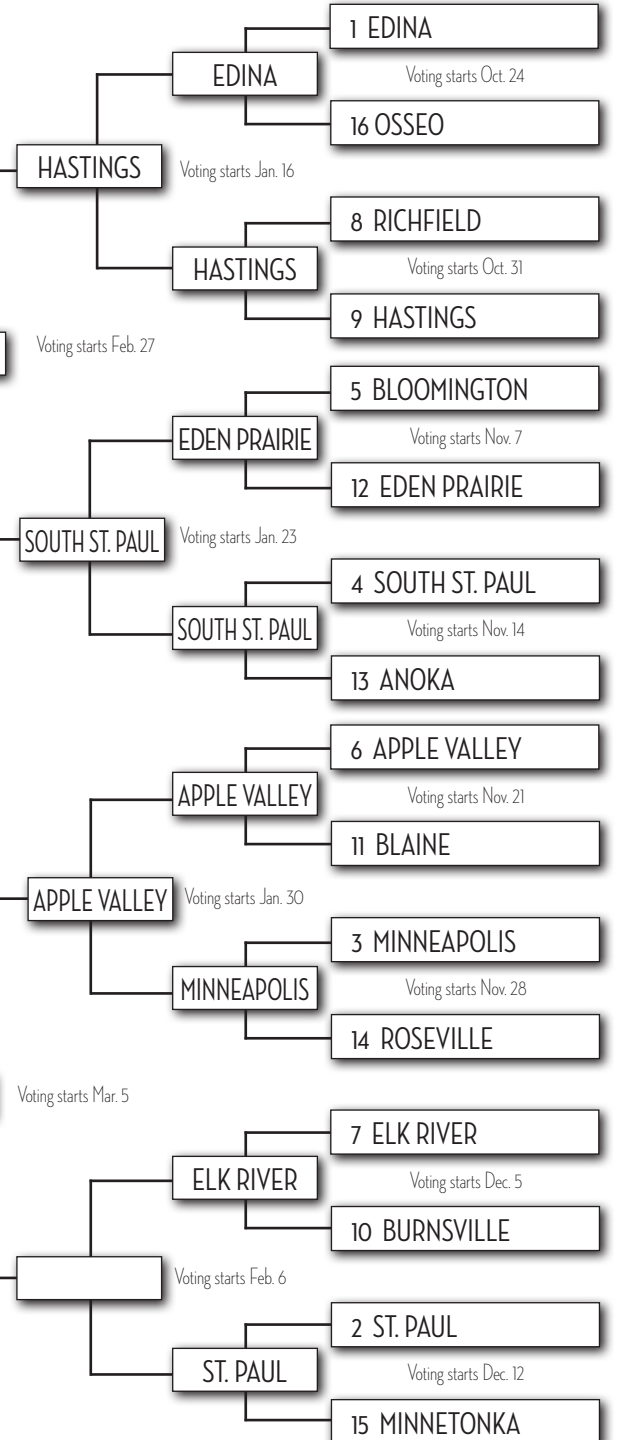 1 EDINA
EDINA
Voting starts Oct. 24
16 OSSEO
HASTINGS
Voting starts Jan. 16
8 RICHFIELD
HASTINGS
Voting starts Oct. 31
9 HASTINGS
Voting starts Feb. 27
5 BLOOMINGTON
EDEN PRAIRIE
Voting starts Nov. 7
12 EDEN PRAIRIE
SOUTH ST. PAUL
Voting starts Jan. 23
4 SOUTH ST. PAUL
SOUTH ST. PAUL
Voting starts Nov. 14
13 ANOKA
6 APPLE VALLEY
APPLE VALLEY
Voting starts Nov. 21
11 BLAINE
APPLE VALLEY
Voting starts Jan. 30
3 MINNEAPOLIS
MINNEAPOLIS
Voting starts Nov. 28
14 ROSEVILLE
Voting starts Mar. 5
7 ELK RIVER
ELK RIVER
Voting starts Dec. 5
10 BURNSVILLE
Voting starts Feb. 6
2 ST. PAUL
ST. PAUL
Voting starts Dec. 12
15 MINNETONKA